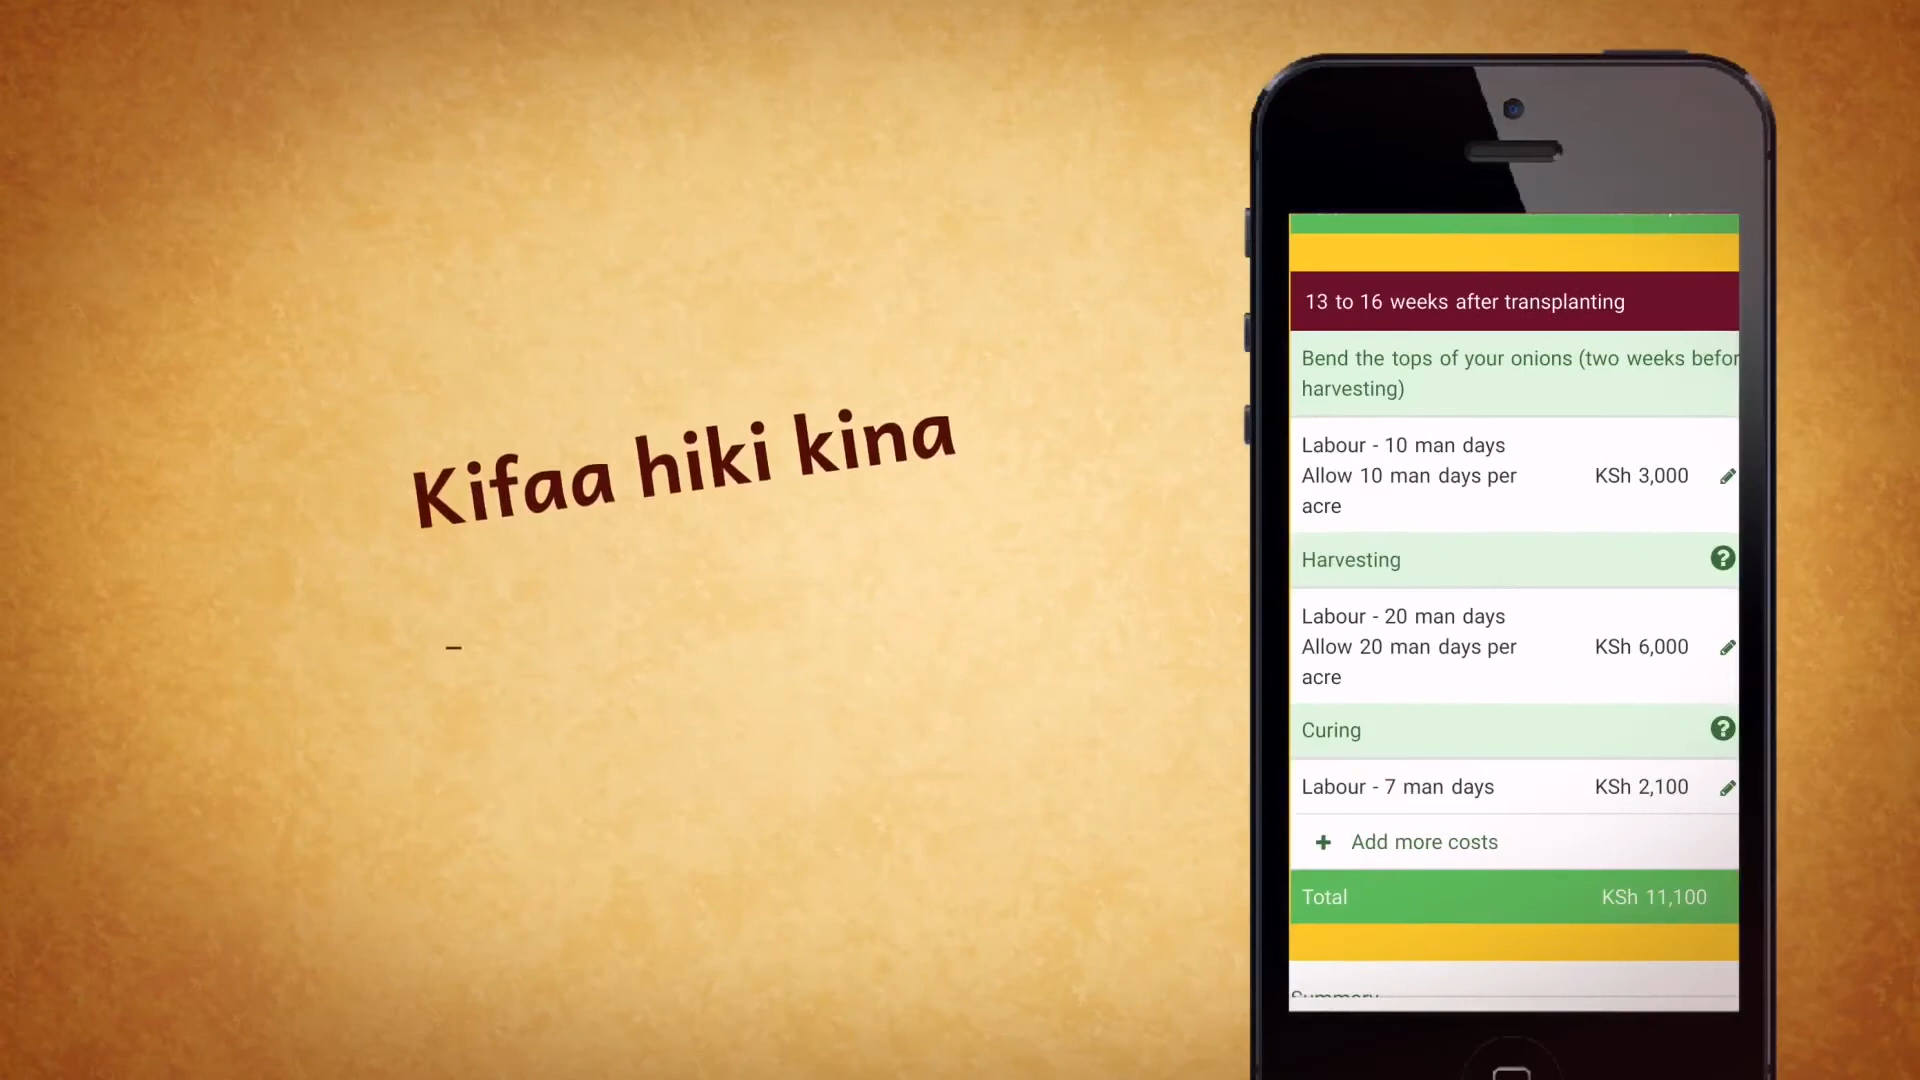 Kifaa hiki kina
–
13 to 16 weeks after transplanting
Bend the tops of your onions (two weeks befor
harvesting)
Labour - 10 man days
Allow 10 man days per
acre
KSh 3,000
Harvesting
Labour - 20 man days
Allow 20 man days per
acre
KSh 6,000
Curing
Labour - 7 man days
KSh 2,100
+ Add more costs
Total
KSh 11,100
Summary